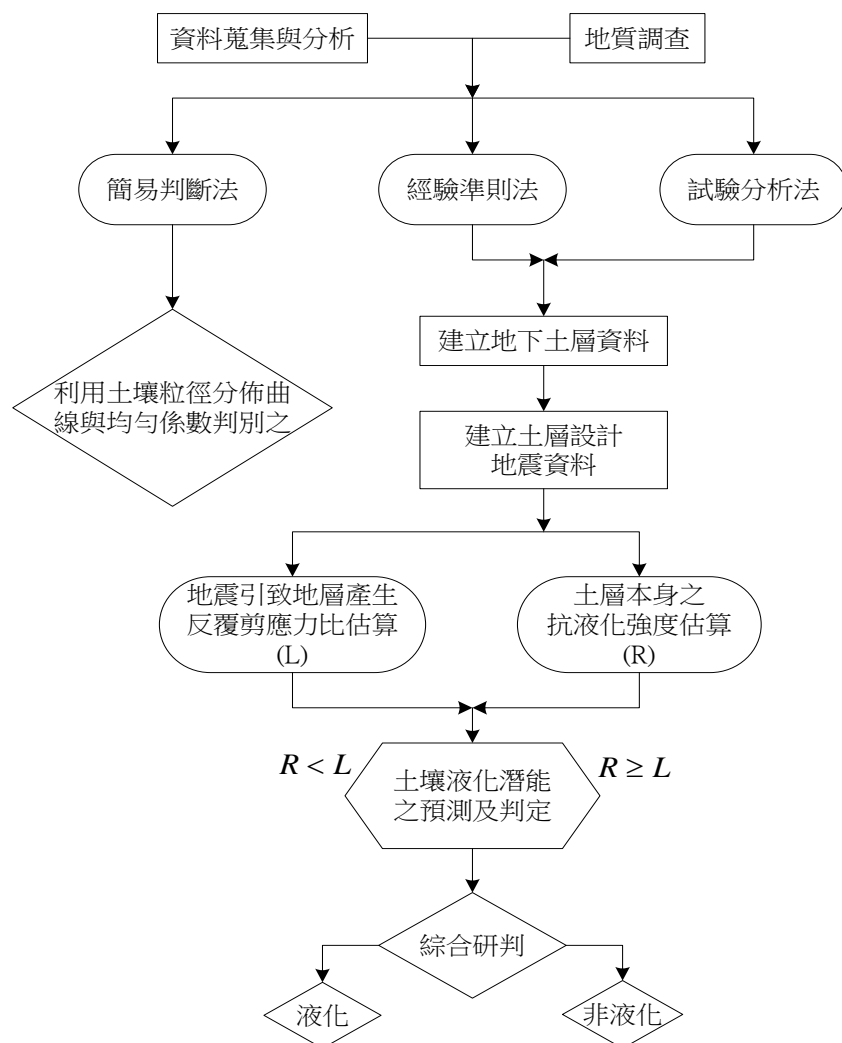 資料蒐集與分析
地質調查
簡易判斷法
經驗準則法
試驗分析法
建立地下土層資料
利用土壤粒徑分佈曲
線與均勻係數判別之
建立土層設計
地震資料
地震引致地層產生
反覆剪應力比估算
(L)
土層本身之
抗液化強度估算
(R)
R < L
R ≥ L
土壤液化潛能
之預測及判定
綜合研判
液化
非液化